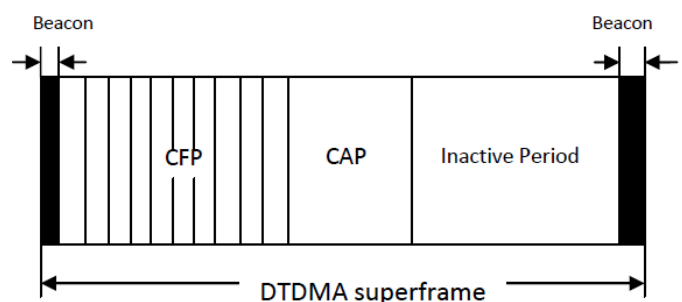 Beacon
Beacon
CFP
CAP
Inactive Period
DTDMA superframe